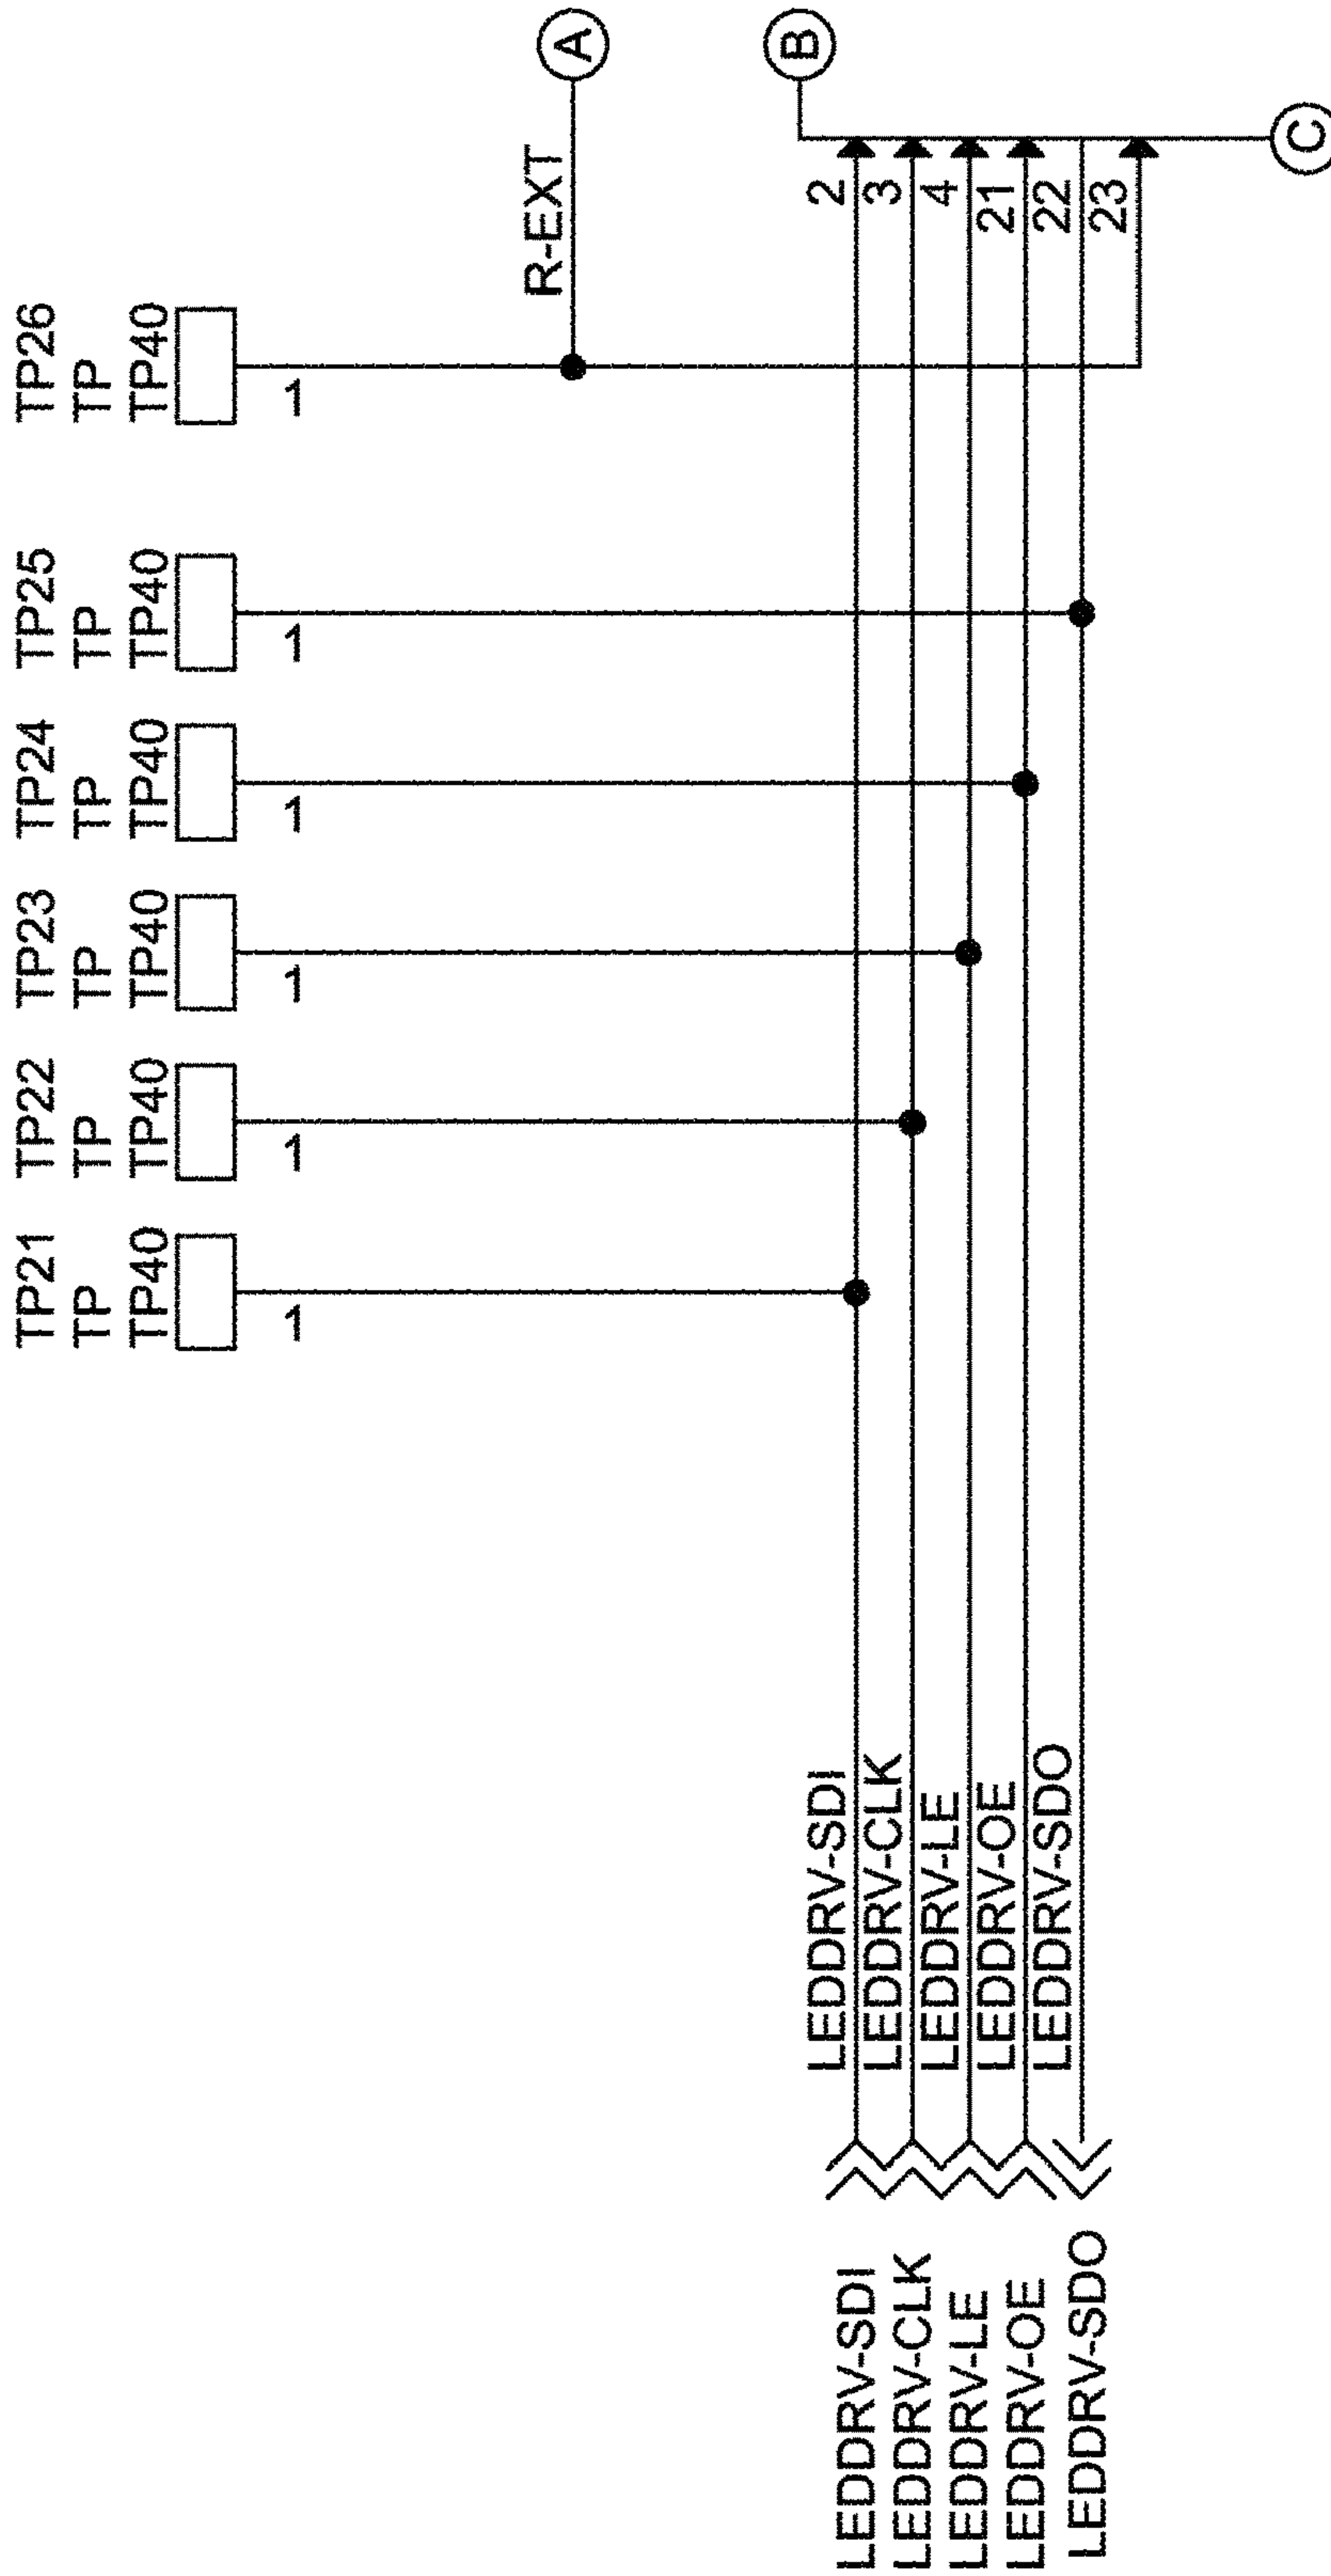 TP21
TP
TP40
1
TP22
TP
TP40
1
TP23
TP
TP40
1
TP24
TP
TP40
1
TP25
TP
TP40
1
TP26
TP
TP40
1
R-EXT
A
B
LEDDRV-SDI
LEDDRV-SDI
2
LEDDRV-CLK
LEDDRV-CLK
3
LEDDRV-LE
LEDDRV-LE
4
LEDDRV-OE
LEDDRV-OE
21
LEDDRV-SDO
LEDDRV-SDO
22
23
C